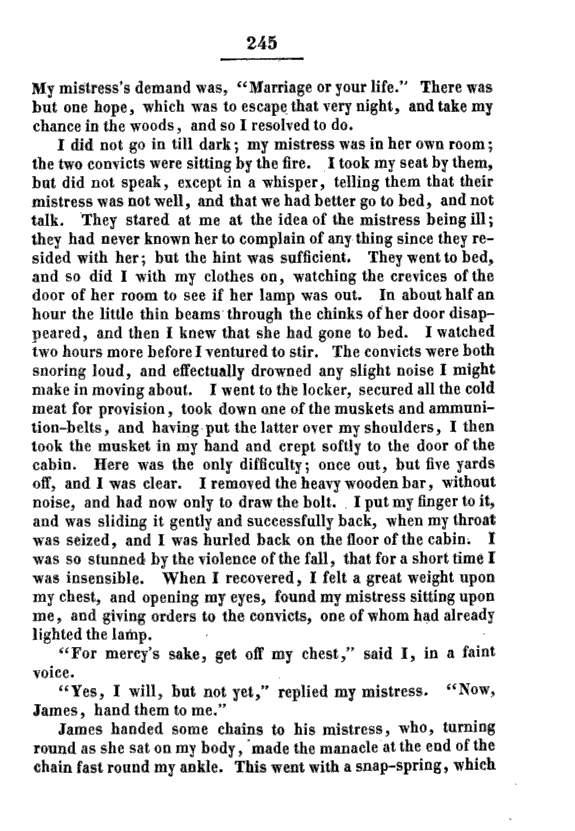 245
My mistress's demand was, "Marriage or your life." There was
but one hope, which was to escape that very night, and take my
chance in the woods, and so I resolved to do.
I did not go in till dark; my mistress was in her own room;
the two convicts were sitting by the fire. I took my seat by them,
but did not speak, except in a whisper, telling them that their
mistress was not well, and that we had better go to bed, and not
talk. They stared at me at the idea of the mistress being ill;
they had never known her to complain of any thing since they re-
sided with her; but the hint was sufficient. They went to bed,
and so did I with my clothes on, watching the crevices of the
door of her room to see if her lamp was out. In about half an
hour the little thin beams through the chinks of her door disap-
peared, and then I knew that she had gone to bed. I watched
two hours more before I ventured to stir. The convicts were both
snoring loud, and effectually drowned any slight noise I might
make in moving about. I went to the locker, secured all the cold
meat for provision, took down one of the muskets and ammuni-
tion-belts, and having put the latter over my shoulders, I then
took the musket in my hand and crept softly to the door of the
cabin. Here was the only difficulty; once out, but five yards
off, and I was clear. I removed the heavy wooden bar, without
noise, and had now only to draw the bolt. I put my finger to it,
and was sliding it gently and successfully back, when my throat
was seized, and I was hurled back on the floor of the cabin. I
was so stunned by the violence of the fall, that for a short time I
was insensible. When I recovered, I felt a great weight upon
my chest, and opening my eyes, found my mistress sitting upon
me, and giving orders to the convicts, one of whom had already
lighted the lamp.
"For mercy's sake, get off my chest," said I, in a faint
voice.
"Yes, I will, but not yet," replied my mistress. "Now,
James, hand them to me."
James handed some chains to his mistress, who, turning
round as she sat on my body, made the manacle at the end of the
chain fast round my ankle. This went with a snap-spring, which